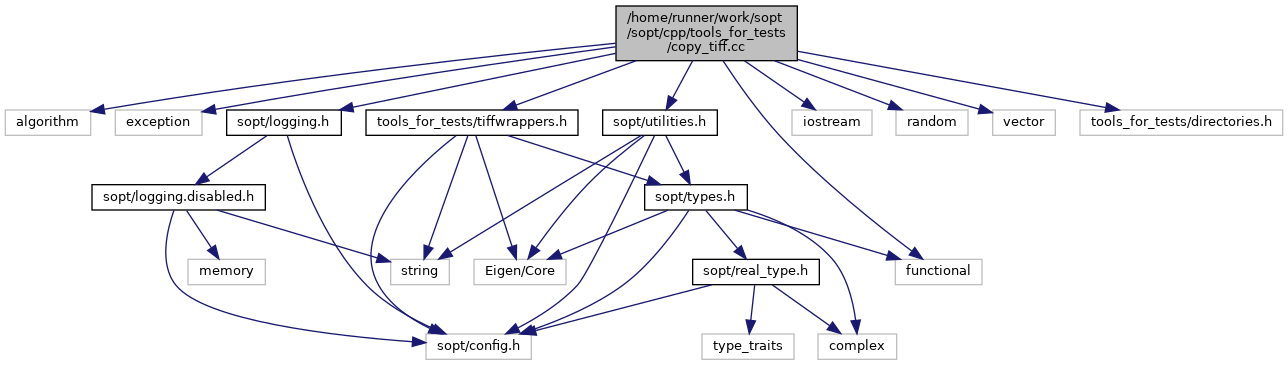 /home/runner/work/sopt
/sopt/cpp/tools_for_tests
/copy_tiff.cc
algorithm
exception
sopt/logging.h
tools_for_tests/tiffwrappers.h
sopt/utilities.h
iostream
random
vector
tools_for_tests/directories.h
sopt/logging.disabled.h
sopt/types.h
memory
string
Eigen/Core
sopt/real_type.h
functional
sopt/config.h
type_traits
complex